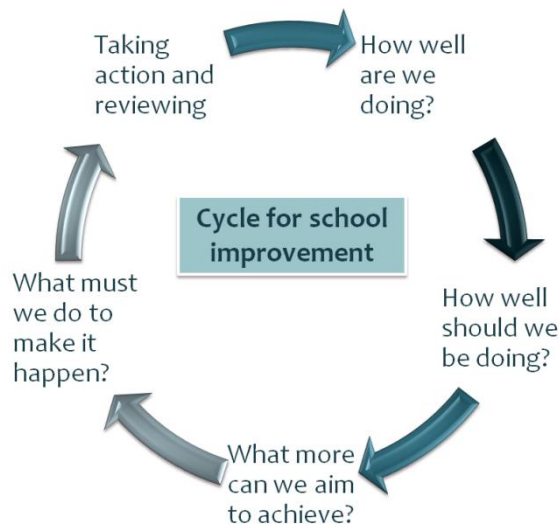 Taking
action and
reviewing
How well
are we
doing?
Cycle for school
improvement
How well
should we
be doing?
What more
can we aim
to achieve?
What must
we do to
make it
happen?